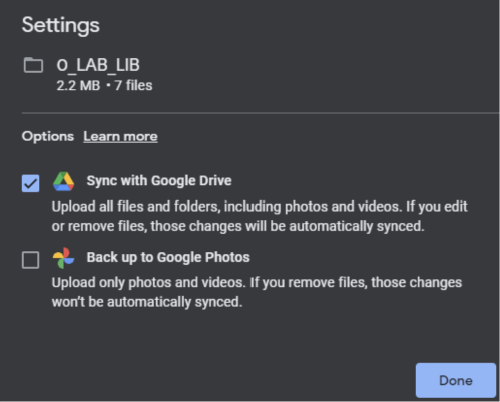 Settings
O_LAB_LIB
2.2 MB • 7 files
Options Learn more
Sync with Google Drive
Upload all files and folders, including photos and videos. If you edit
or remove files, those changes will be automatically synced.
Back up to Google Photos
Upload only photos and videos. If you remove files, those changes
won't be automatically synced.
Done